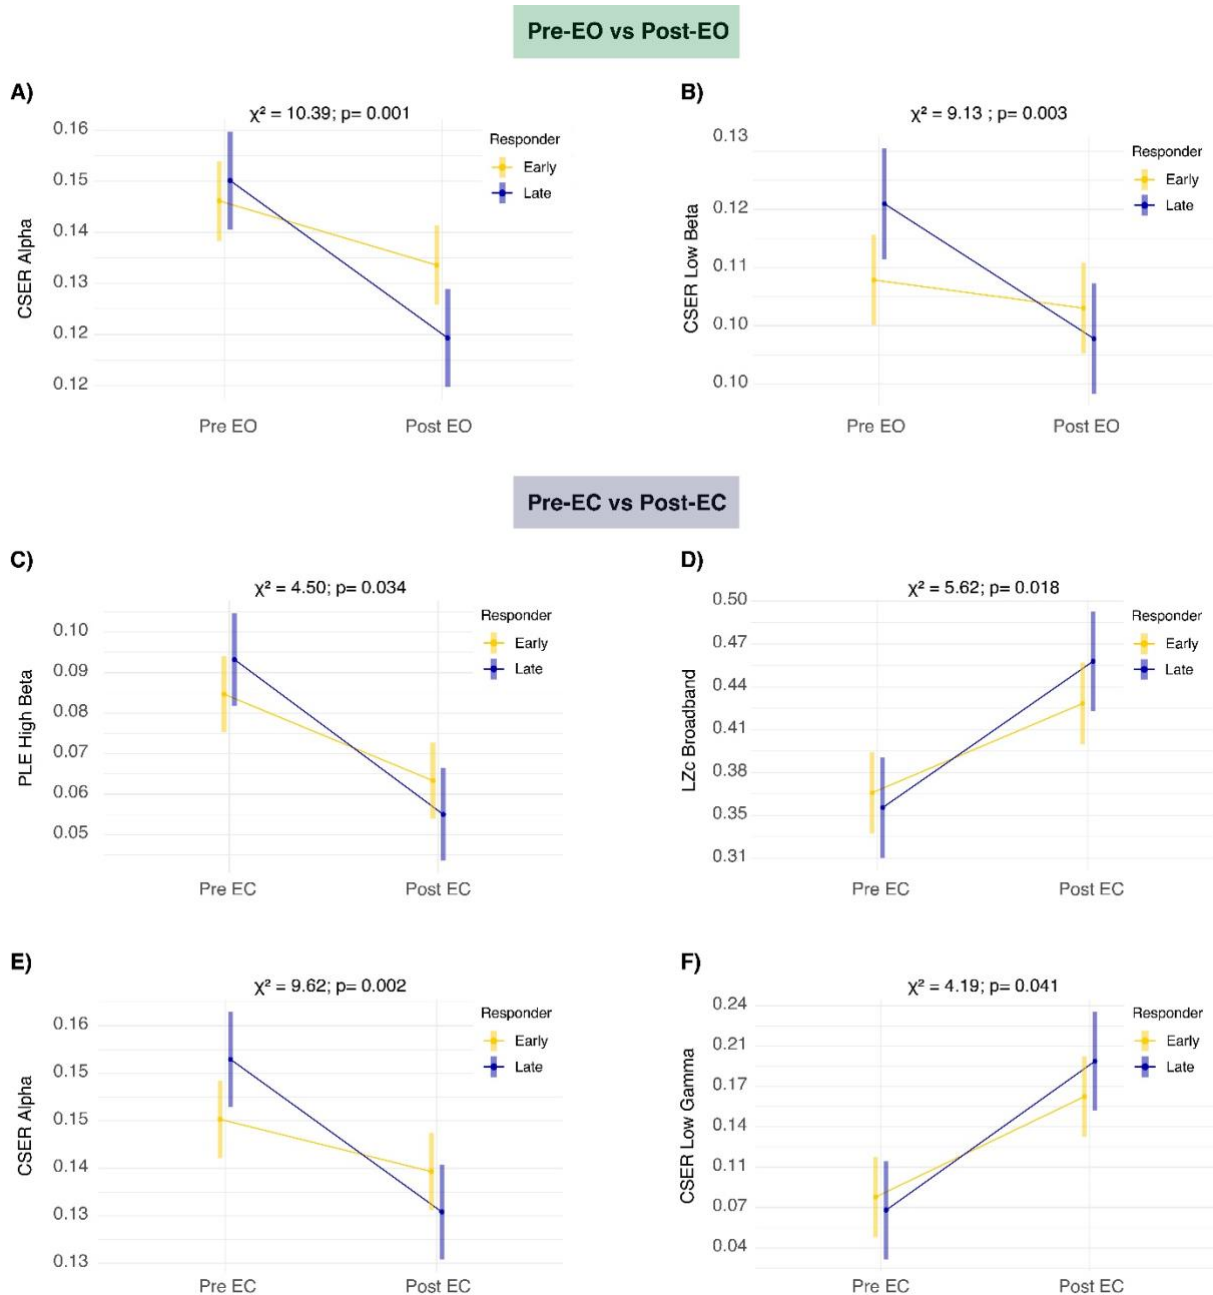 Pre-EO vs Post-EO
A)
χ² = 10.39; p= 0.001
CSER Alpha
0.16
0.15
0.14
0.13
0.12
0.12
Pre EO
Post EO
Responder
Early
Late
B)
χ² = 9.13 ; p= 0.003
CSER Low Beta
0.13
0.12
0.11
0.10
0.10
Pre EO
Post EO
Responder
Early
Late
Pre-EC vs Post-EC
C)
χ² = 4.50; p= 0.034
PLE High Beta
0.10
0.09
0.08
0.07
0.06
0.05
Pre EC
Post EC
Responder
Early
Late
D)
χ² = 5.62; p= 0.018
LZc Broadband
0.50
0.47
0.44
0.41
0.38
0.35
0.31
Pre EC
Post EC
Responder
Early
Late
E)
χ² = 9.62; p= 0.002
CSER Alpha
0.16
0.15
0.15
0.14
0.13
0.13
Pre EC
Post EC
Responder
Early
Late
F)
χ² = 4.19; p= 0.041
CSER Low Gamma
0.24
0.21
0.17
0.14
0.11
0.07
0.04
Pre EC
Post EC
Responder
Early
Late